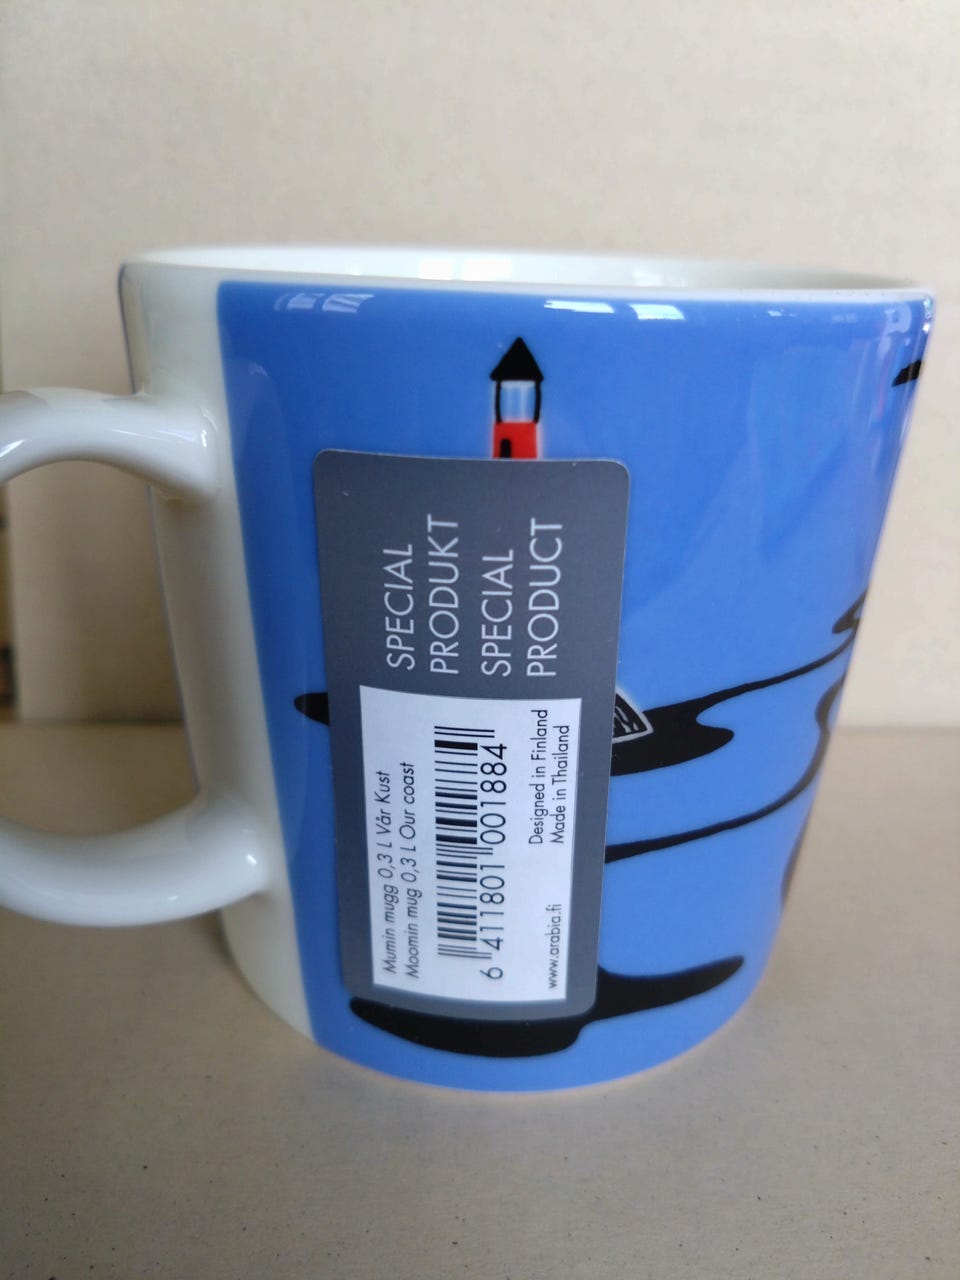 SPECIAL
PRODUKT
SPECIAL
PRODUCT
Mumin mugg 0,3 L Vår Kust
Moomin mug 0,3 L Our coast
6 411801 001884
www.arabia.fi
Designed in Finland
Made in Thailand